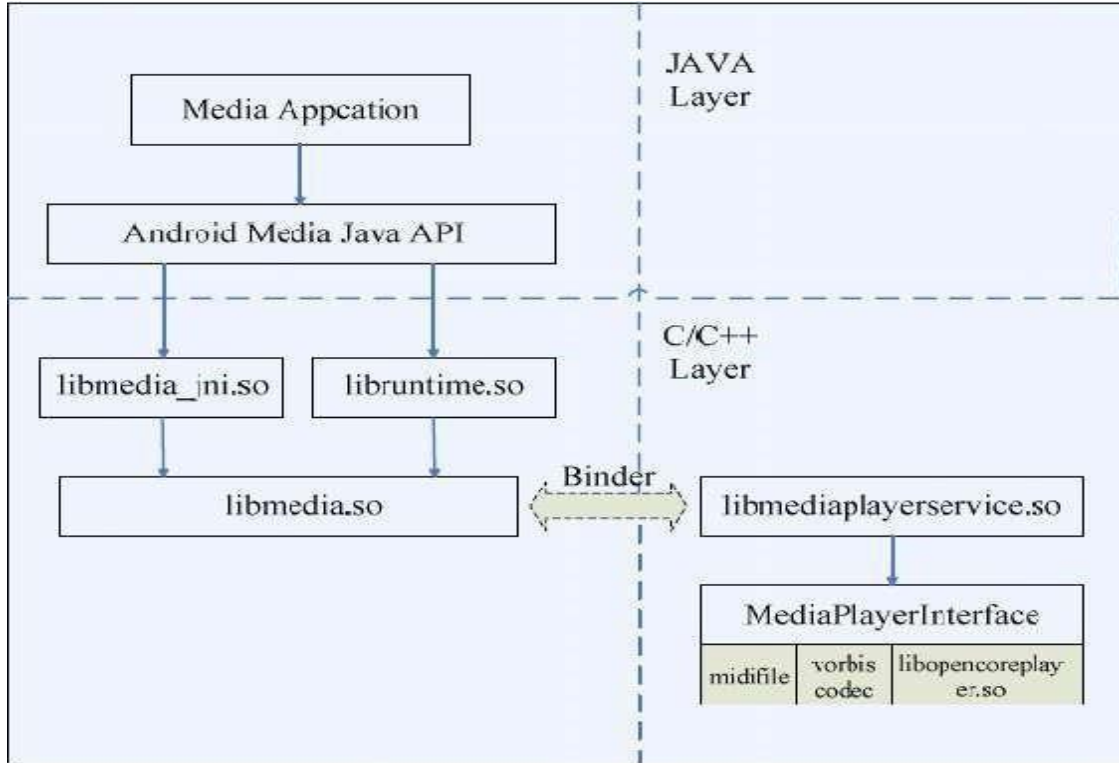 JAVA
Layer
Media Appcation
Android Media Java API
C/C++
Layer
libmedia_jni.so
libruntime.so
Binder
libmedia.so
libmediaplayerservice.so
MediaPlayerInterface
midifile
vorbis
codec
libopencoreplay
er.so